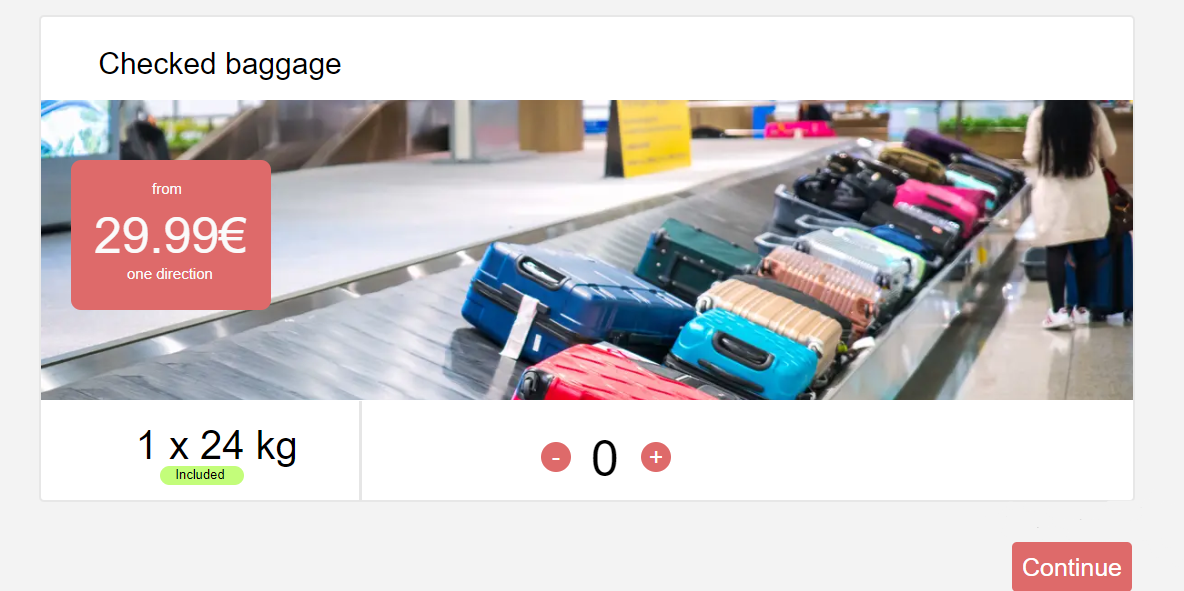 Checked baggage
from
29.99€
one direction
1 x 24 kg
Included
- 0 +
Continue